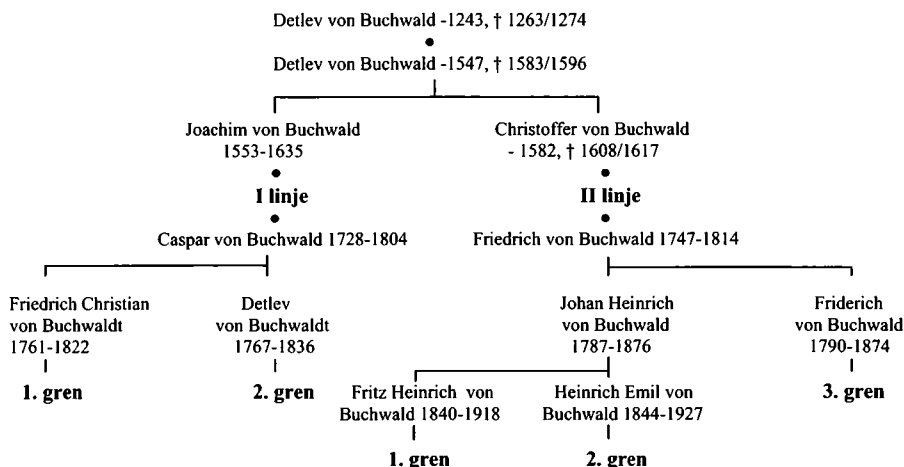 Detlev von Buchwald -1243, † 1263/1274
Detlev von Buchwald -1547, † 1583/1596
Joachim von Buchwald
1553-1635
Christoffer von Buchwald
- 1582, † 1608/1617
I linje
II linje
Caspar von Buchwald 1728-1804
Friedrich von Buchwald 1747-1814
Friedrich Christian
von Buchwaldt
1761-1822
Detlev
von Buchwaldt
1767-1836
Johan Heinrich
von Buchwald
1787-1876
Friderich
von Buchwald
1790-1874
1. gren
2. gren
Fritz Heinrich von
Buchwald 1840-1918
Heinrich Emil von
Buchwald 1844-1927
3. gren
1. gren
2. gren